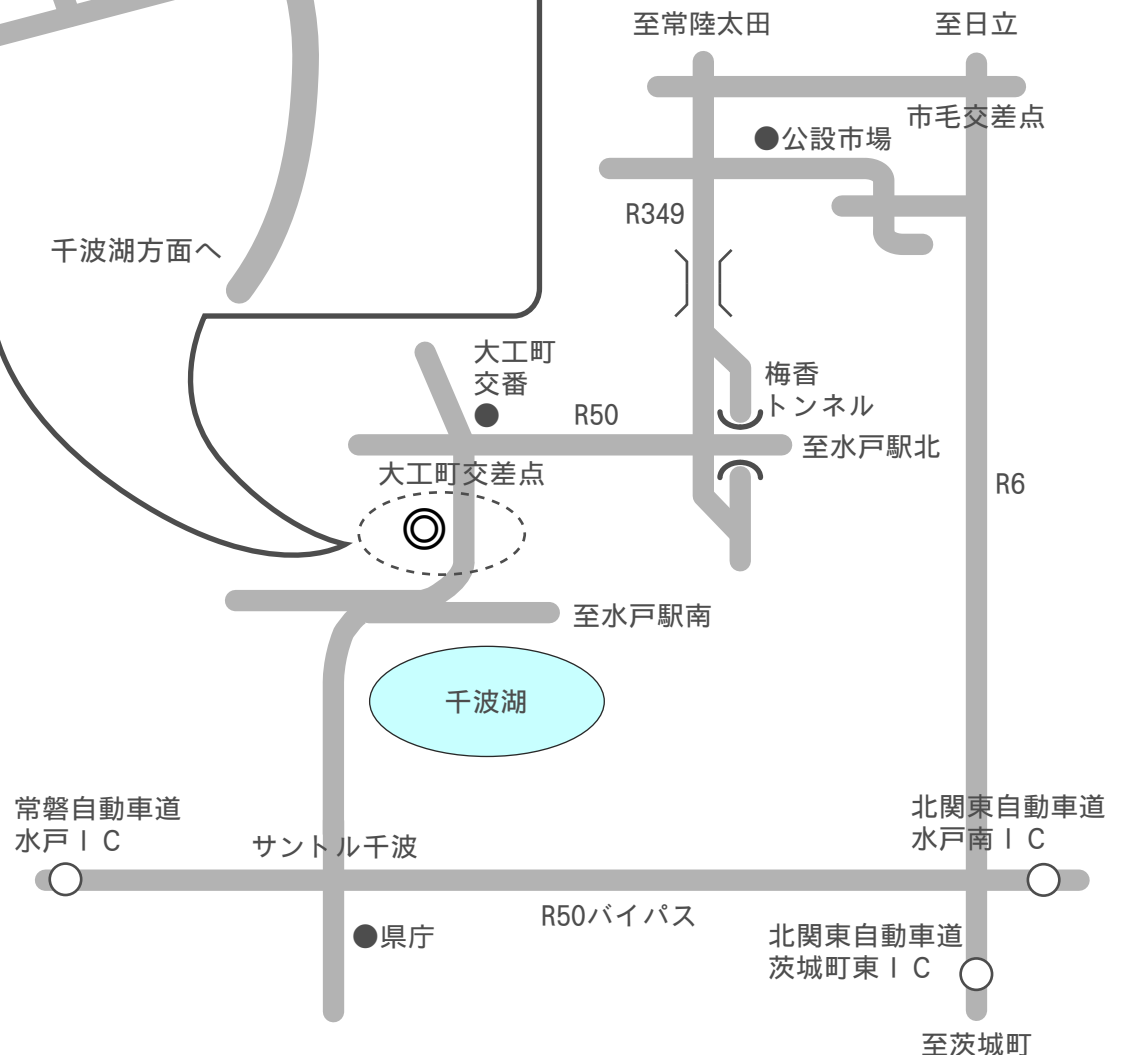 至常陸太田
至日立
市毛交差点
公設市場
R349
千波湖方面へ
大工町
交番
梅香
トンネル
R50
至水戸駅北
大工町交差点
R6
至水戸駅南
千波湖
常磐自動車道
水戸ＩＣ
北関東自動車道
水戸南ＩＣ
サントル千波
R50バイパス
県庁
北関東自動車道
茨城町東ＩＣ
至茨城町